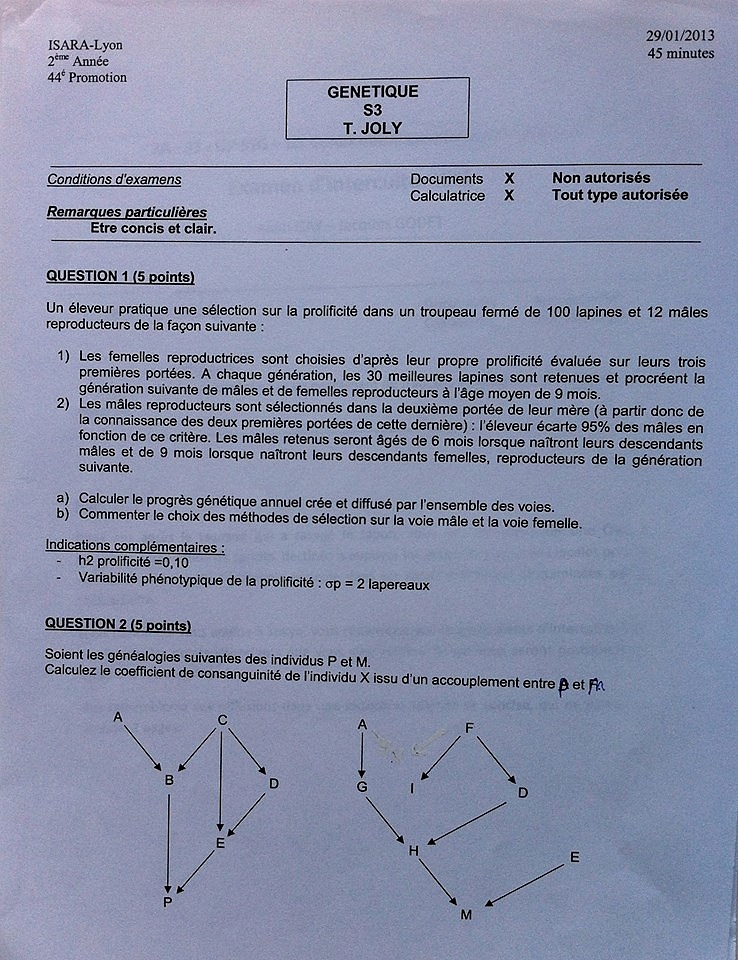 ISARA-Lyon
2ème Année
44è Promotion
29/01/2013
45 minutes
GENETIQUE
S3
T. JOLY
Conditions d'examens
Documents X Non autorisés
Calculatrice X Tout type autorisée
Remarques particulières
Etre concis et clair.
QUESTION 1 (5 points)
Un éleveur pratique une sélection sur la prolificité dans un troupeau fermé de 100 lapines et 12 mâles
reproducteurs de la façon suivante :
1) Les femelles reproductrices sont choisies d'après leur propre prolificité évaluée sur leurs trois
premières portées. A chaque génération, les 30 meilleures lapines sont retenues et procréent la
génération suivante de mâles et de femelles reproducteurs à l'âge moyen de 9 mois.
2) Les mâles reproducteurs sont sélectionnés dans la deuxième portée de leur mère (à partir donc de
la connaissance des deux premières portées de cette dernière) : l'éleveur écarte 95% des mâles en
fonction de ce critère. Les mâles retenus seront âgés de 6 mois lorsque naîtront leurs descendants
mâles et de 9 mois lorsque naîtront leurs descendants femelles, reproducteurs de la génération
suivante.
a) Calculer le progrès génétique annuel crée et diffusé par l'ensemble des voies.
b) Commenter le choix des méthodes de sélection sur la voie mâle et la voie femelle.
Indications complémentaires :
- h2 prolificité =0,10
- Variabilité phénotypique de la prolificité : σp = 2 lapereaux
QUESTION 2 (5 points)
Soient les généalogies suivantes des individus P et M.
Calculez le coefficient de consanguinité de l'individu X issu d'un accouplement entre P et M
A C A F
B D G I D
E H E
P M